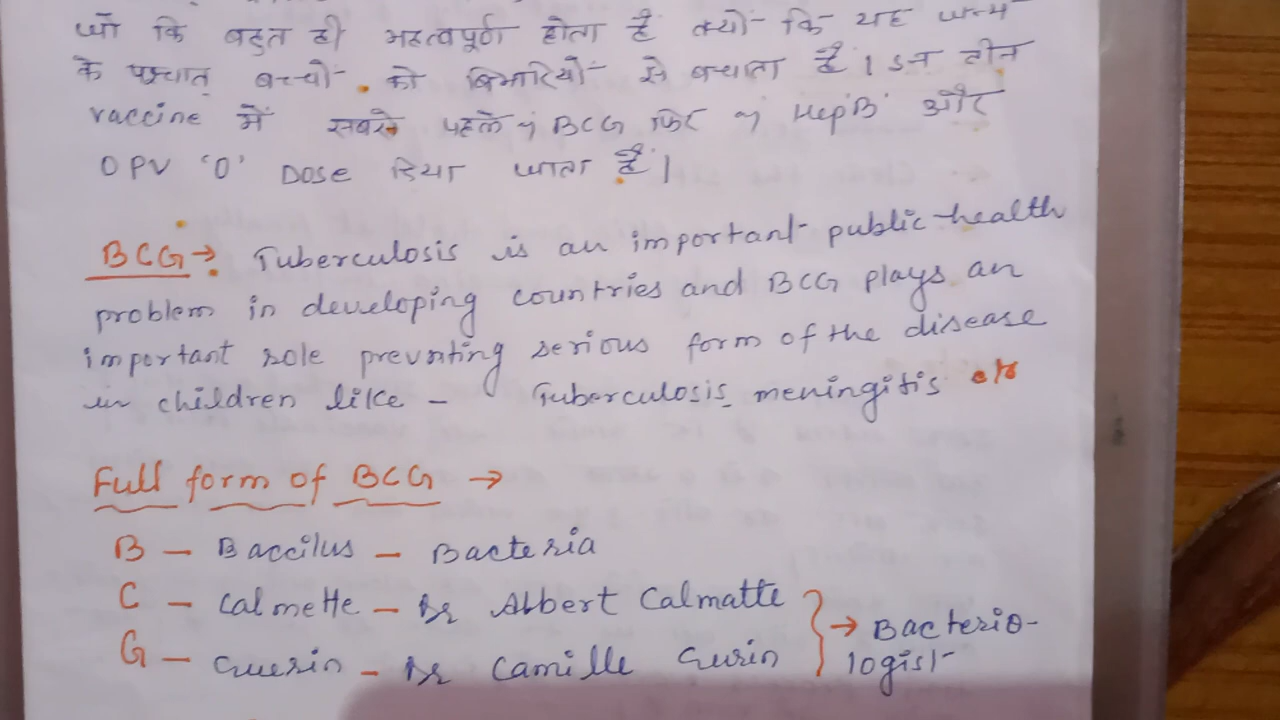 जो कि बहुत ही महत्वपूर्ण होता है क्यो कि यह जन्म
के पश्चात् बच्चो को बिमारियो से बचाता है। इन तीन
vaccine में सबसे पहले BCG फिर HepB और
OPV 'O' Dose दिया जाता है।
BCG → Tuberculosis is an important public health
problem in developing countries and BCG plays an
important role prevnting serious form of the disease
in children like - Tuberculosis meningitis
Full form of BCG →
B - Baccilus - Bacteria
C - Calmette - Dr Albert Calmatte
G - Guerin - Dr Camille Gurin
→ Bacterio-
logist